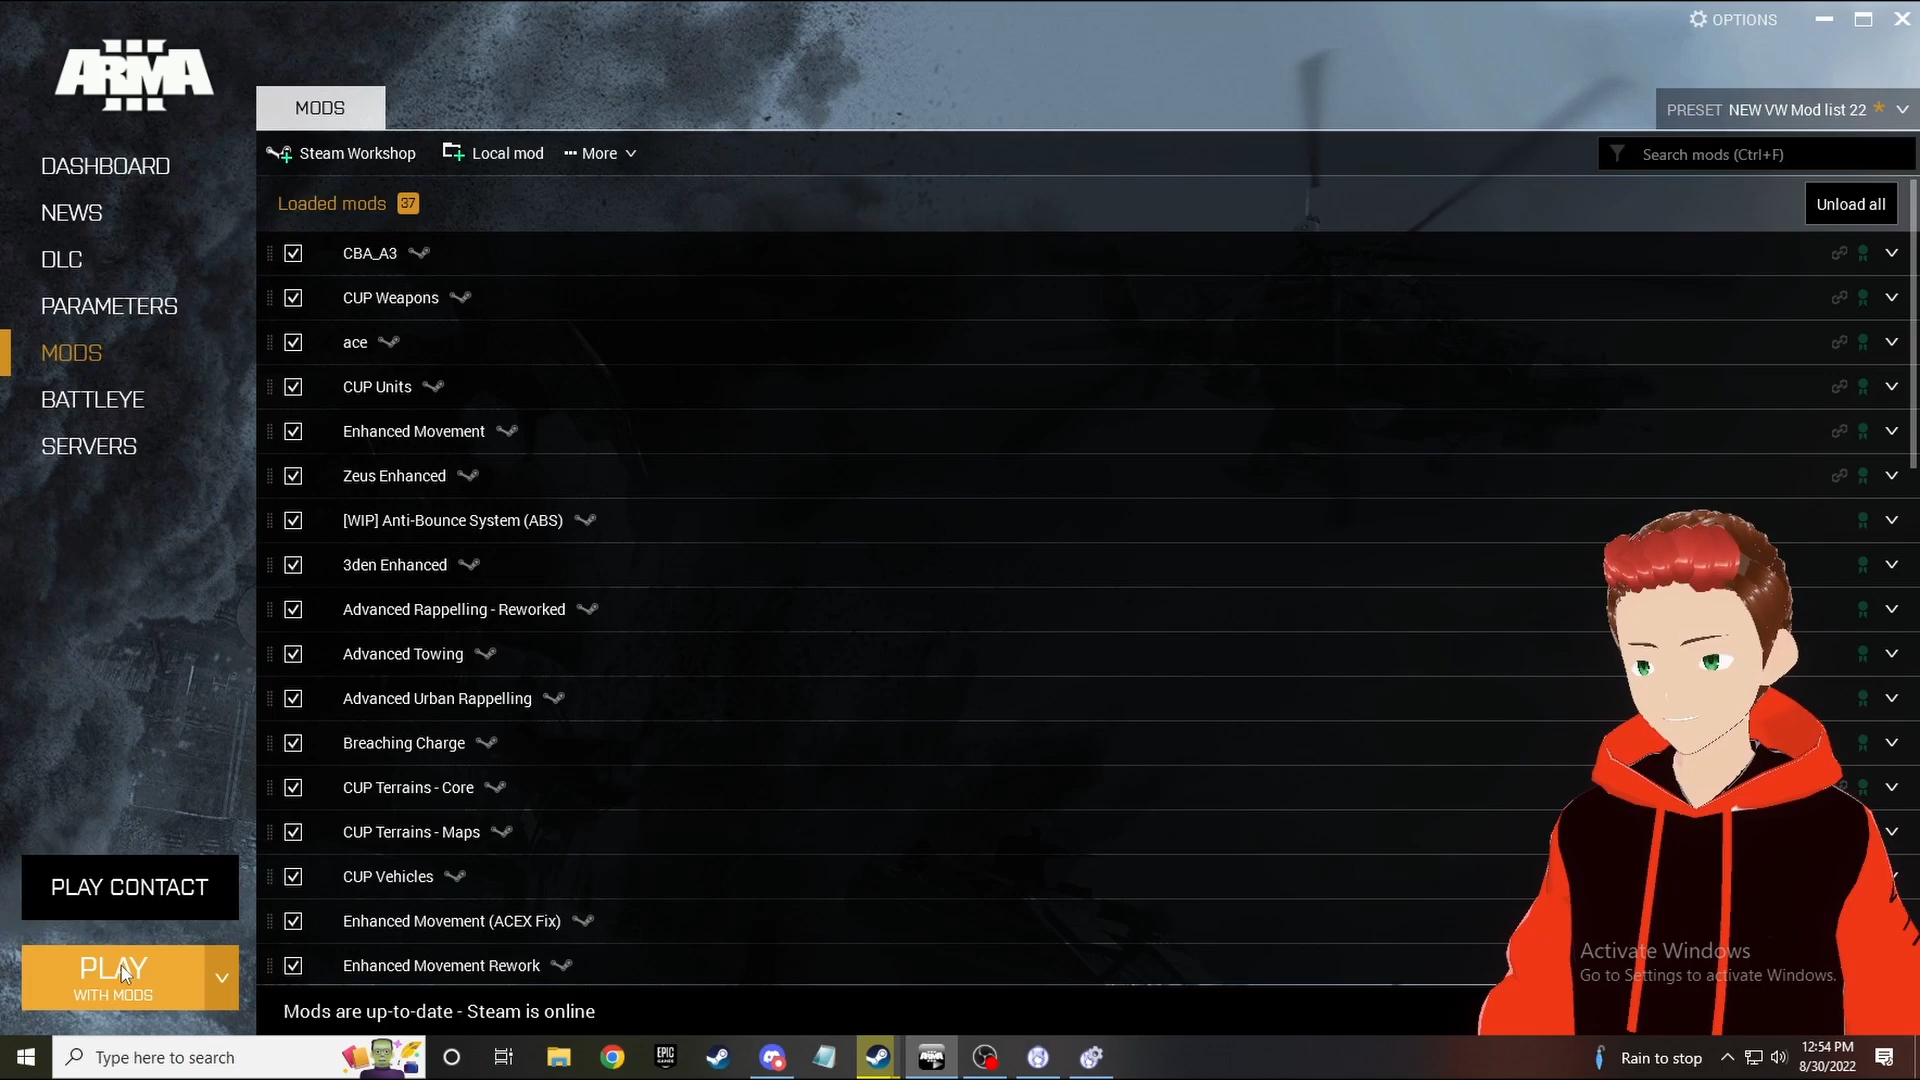 OPTIONS
ARMA
III
MODS
PRESET NEW VW Mod list 22 *
DASHBOARD
NEWS
DLC
PARAMETERS
MODS
BATTLEYE
SERVERS
Steam Workshop
Local mod
••• More
Search mods (Ctrl+F)
Loaded mods 37
Unload all
CBA_A3
CUP Weapons
ace
CUP Units
Enhanced Movement
Zeus Enhanced
[WIP] Anti-Bounce System (ABS)
3den Enhanced
Advanced Rappelling - Reworked
Advanced Towing
Advanced Urban Rappelling
Breaching Charge
CUP Terrains - Core
CUP Terrains - Maps
CUP Vehicles
Enhanced Movement (ACEX Fix)
Enhanced Movement Rework
PLAY CONTACT
PLAY
WITH MODS
Mods are up-to-date - Steam is online
Activate Windows
Go to Settings to activate Windows.
Type here to search
EPIC
GAMES
ARMA
Rain to stop
12:54 PM
8/30/2022